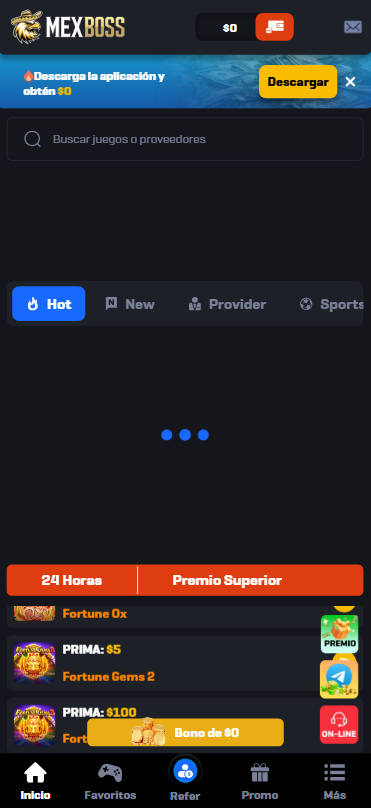 MEXBOSS
$0
🔥Descarga la aplicación y
obtén $0
Descargar
Buscar juegos o proveedores
Hot
New
Provider
Sports
24 Horas
Premio Superior
Fortune Ox
PRIMA: $5
Fortune Gems 2
PRIMA: $100
Fort
Bono de $0
PREMIO
ON-LINE
Inicio
Favoritos
Refer
Promo
Más